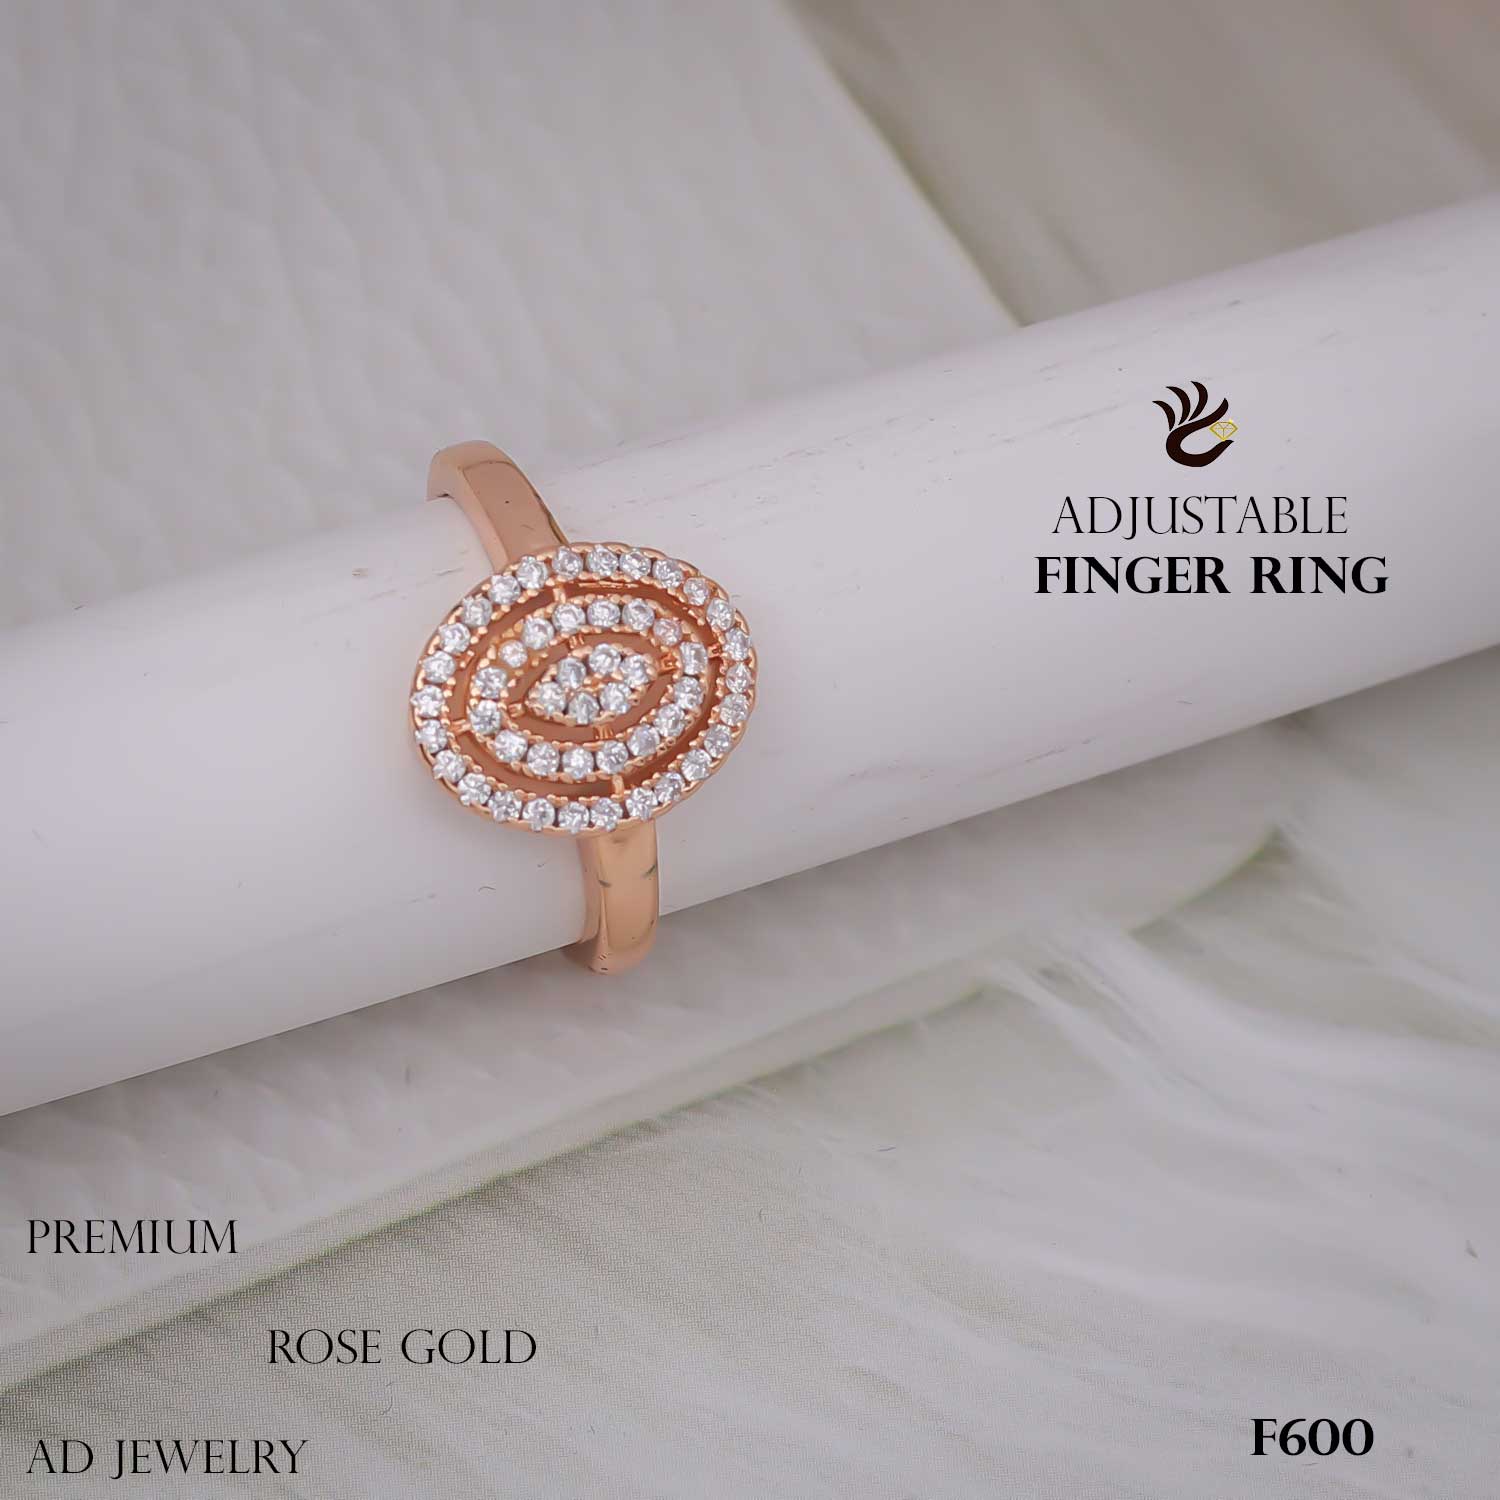 ADJUSTABLE
FINGER RING
PREMIUM
ROSE GOLD
AD JEWELRY
F600